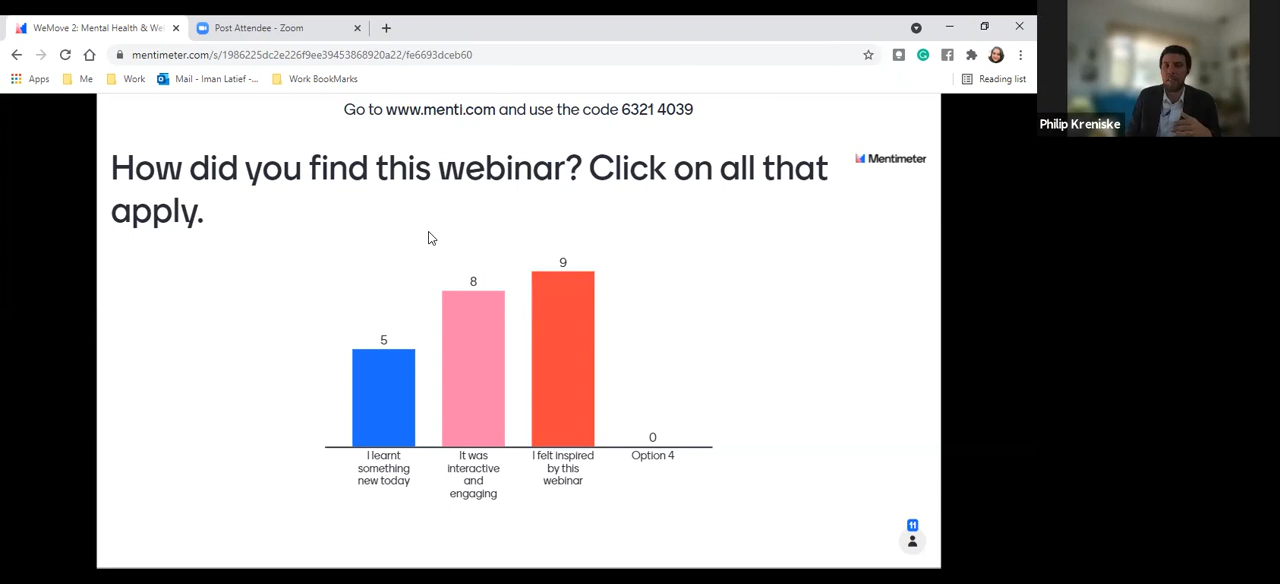 WeMove 2: Mental Health & We
Post Attendee - Zoom
mentimeter.com/s/1986225dc2e226f9ee39453868920a22/fe6693dceb60
Apps
Me
Work
Mail - Iman Latief -...
Work BookMarks
Reading list
Go to www.menti.com and use the code 6321 4039
How did you find this webinar? Click on all that
apply.
Mentimeter
5
8
9
0
I learnt
something
new today
It was
interactive
and
engaging
I felt inspired
by this
webinar
Option 4
11
Philip Kreniske